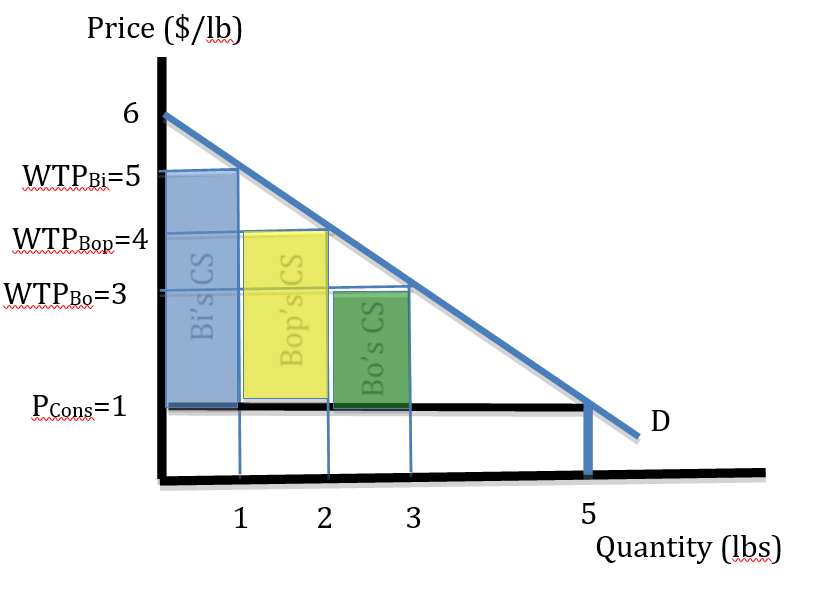 Price ($/lb)
6
WTPBi=5
WTPBop=4
WTPBo=3
PCons=1
Bi's CS
Bop's CS
Bo's CS
D
1
2
3
5
Quantity (lbs)